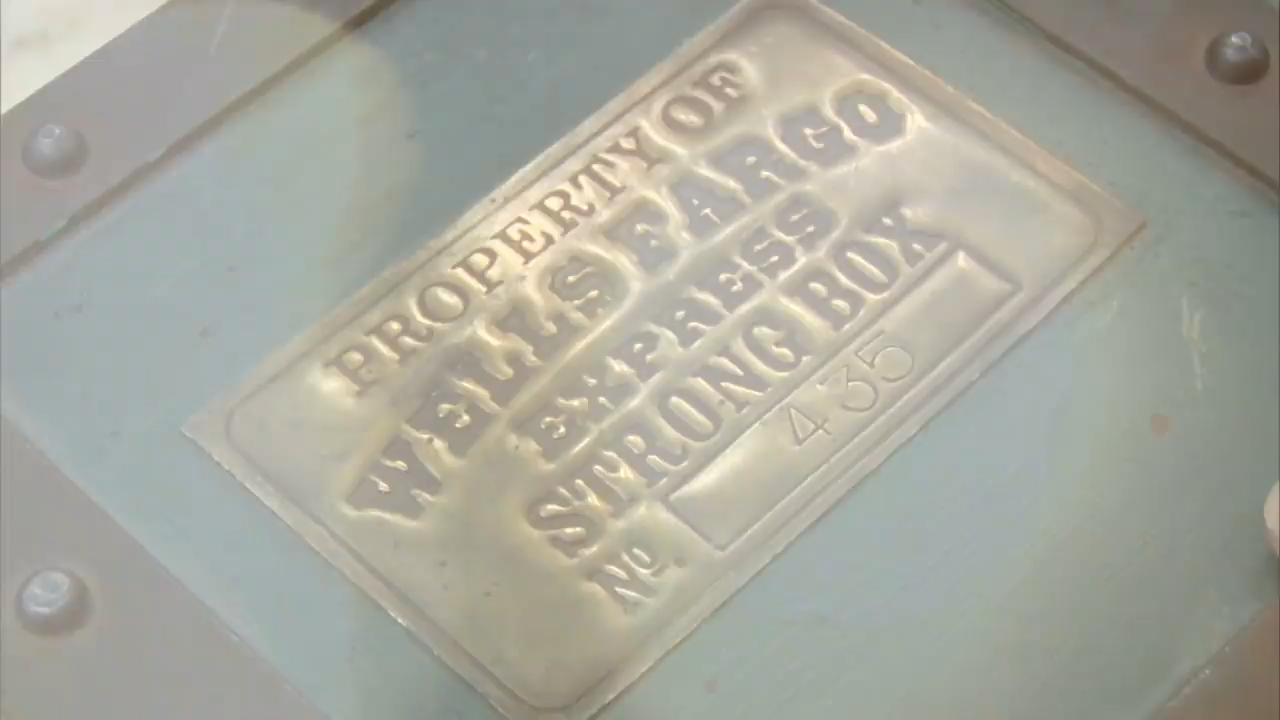 PROPERTY OF
WELLS FARGO
EXPRESS
STRONG BOX
Nº. 435